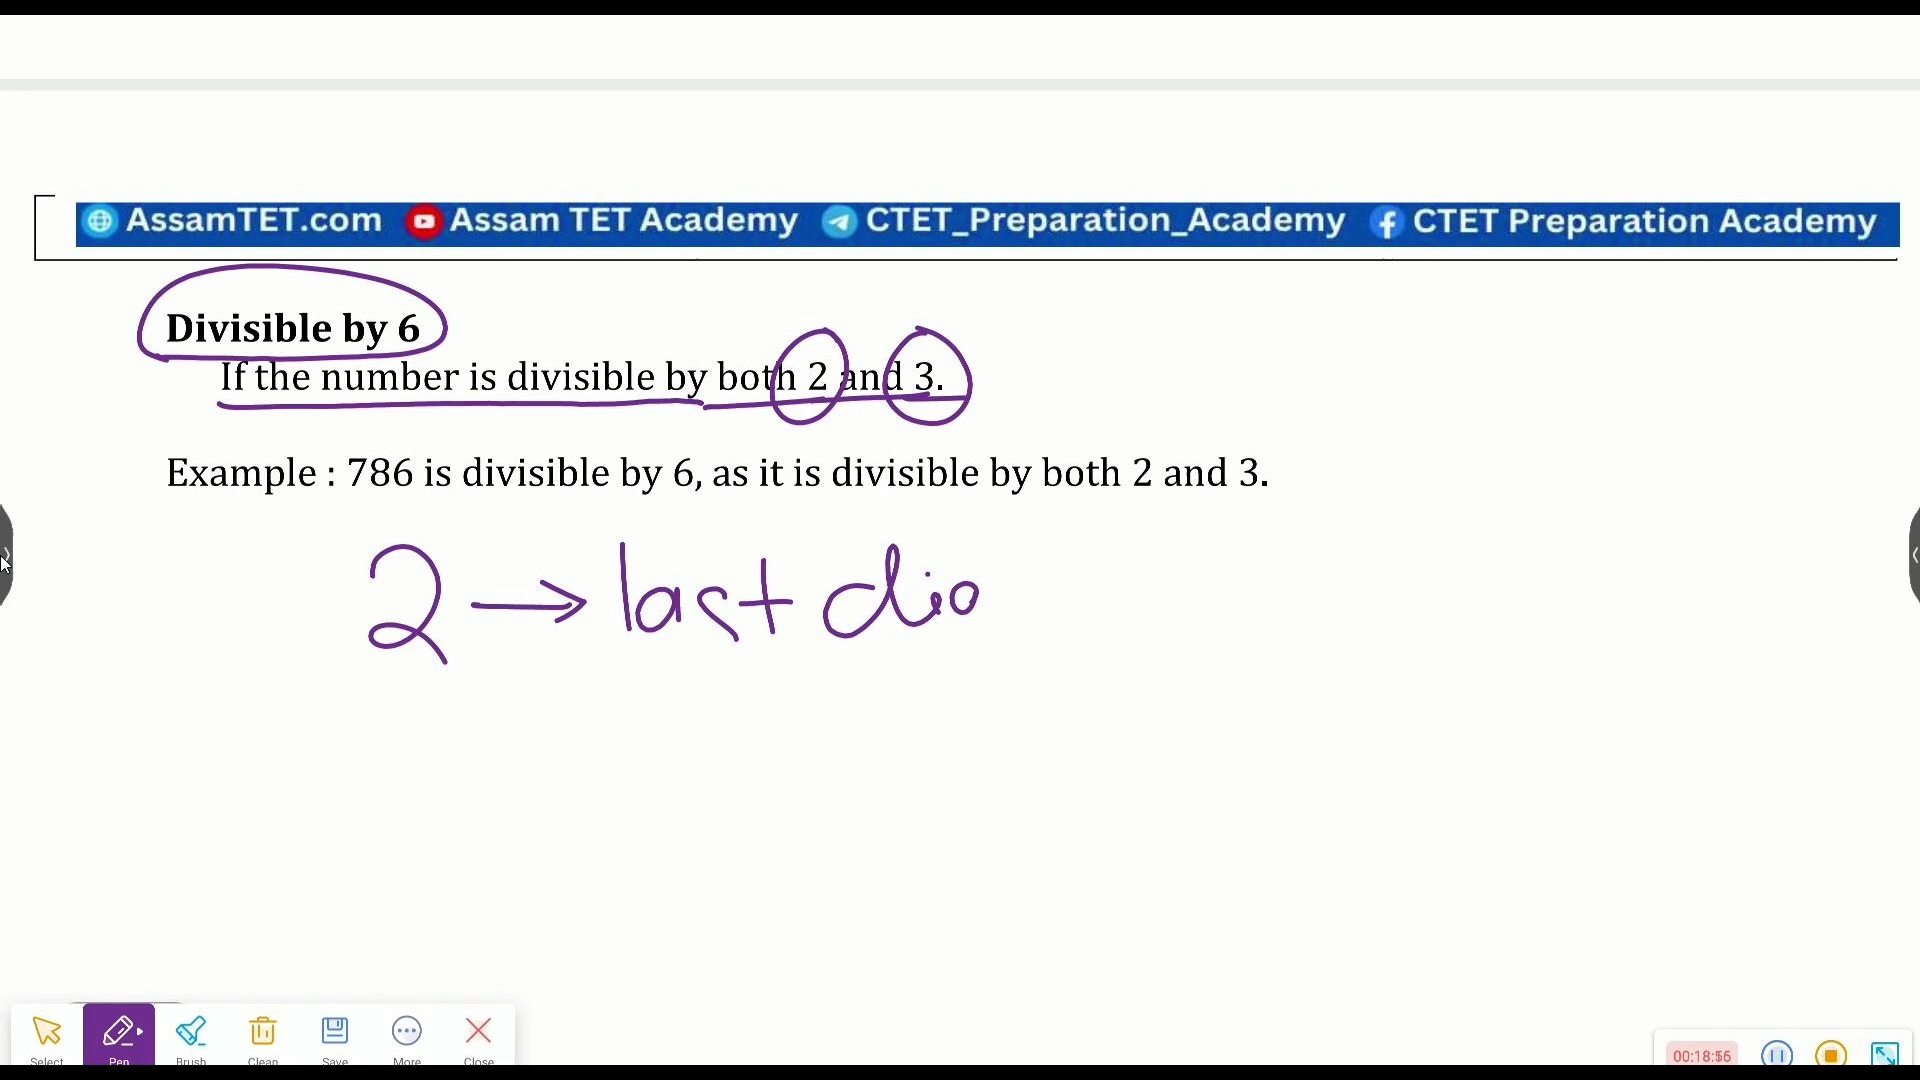 AssamTET.com Assam TET Academy CTET_Preparation_Academy CTET Preparation Academy
Divisible by 6
If the number is divisible by both 2 and 3.
Example : 786 is divisible by 6, as it is divisible by both 2 and 3.
2 → last dio
Select Pen Brush Clean Save More Close
00:18:56